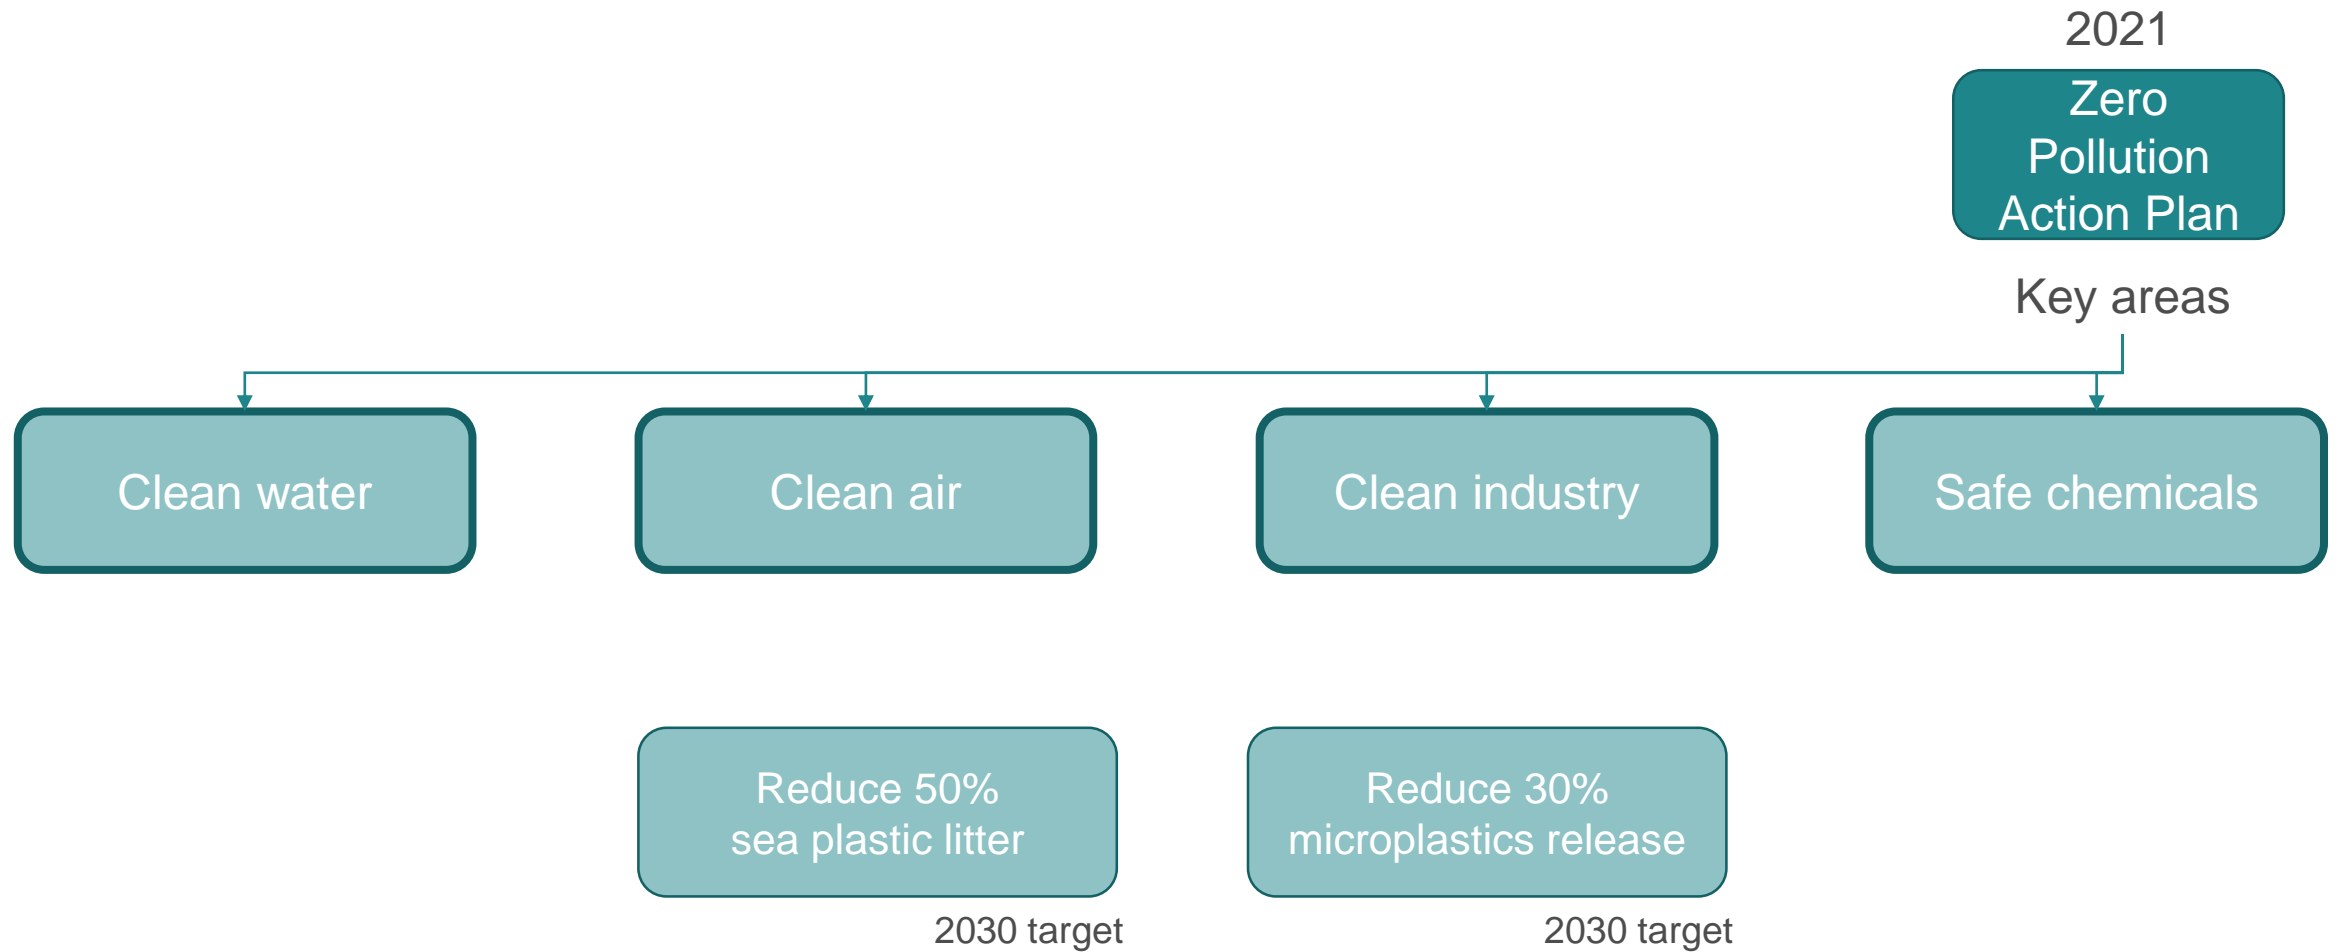 2021
Zero
Pollution
Action Plan
Key areas
Clean water
Clean air
Clean industry
Safe chemicals
Reduce 50%
sea plastic litter
2030 target
Reduce 30%
microplastics release
2030 target